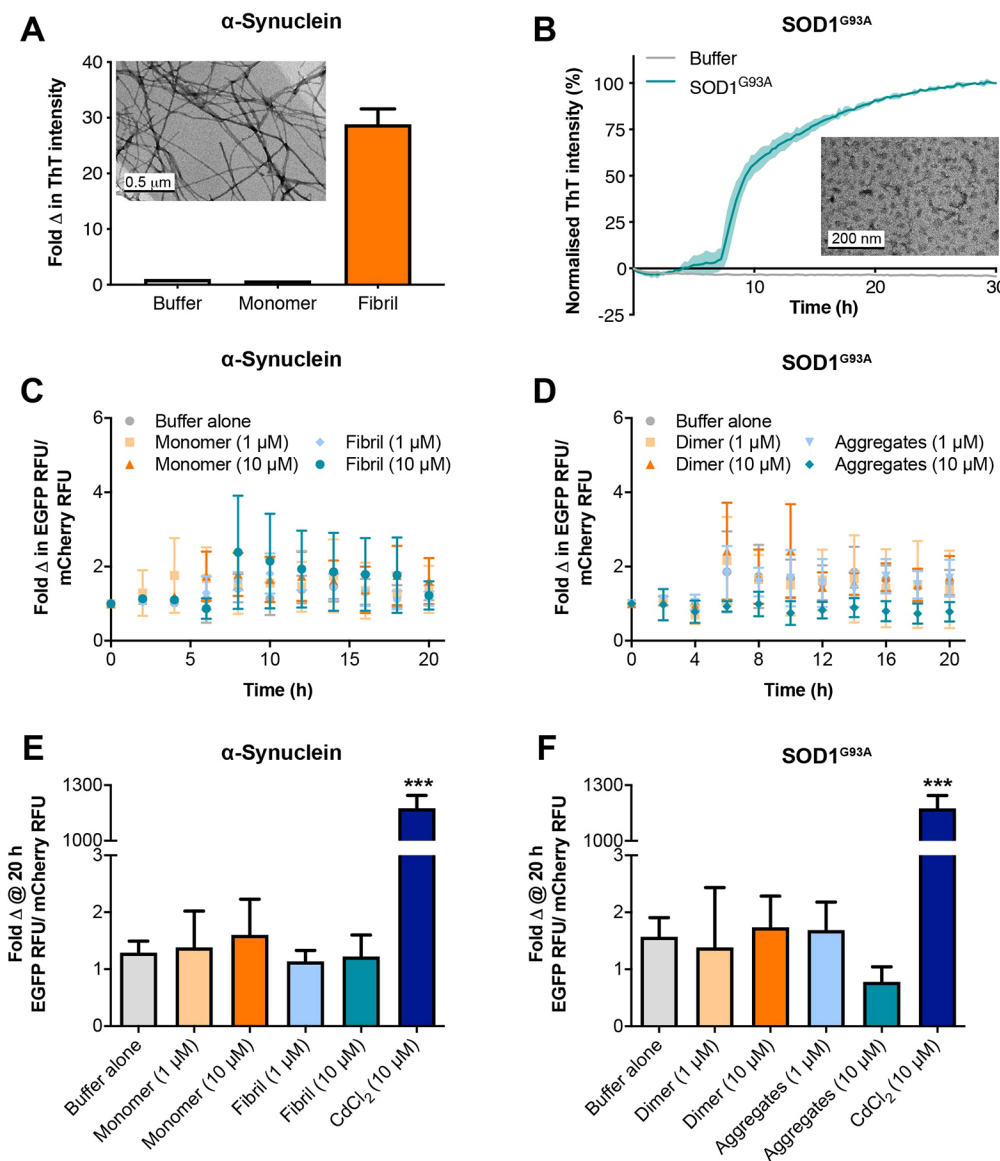 A
α-Synuclein
Fold Δ in ThT intensity
40
30
20
10
0
0.5 μm
Buffer
Monomer
Fibril
B
SOD1G93A
Buffer
SOD1G93A
Normalised ThT intensity (%)
100
75
50
25
0
-25
200 nm
10
20
30
Time (h)
C
α-Synuclein
Buffer alone
Monomer (1 μM)
Fibril (1 μM)
Monomer (10 μM)
Fibril (10 μM)
Fold Δ in EGFP RFU/
mCherry RFU
6
4
2
0
0
5
10
15
20
Time (h)
D
SOD1G93A
Buffer alone
Dimer (1 μM)
Aggregates (1 μM)
Dimer (10 μM)
Aggregates (10 μM)
Fold Δ in EGFP RFU/
mCherry RFU
6
4
2
0
0
4
8
12
16
20
Time (h)
E
α-Synuclein
Fold Δ @ 20 h
EGFP RFU/ mCherry RFU
1300
1000
3
2
1
0
***
Buffer alone
Monomer (1 μM)
Monomer (10 μM)
Fibril (1 μM)
Fibril (10 μM)
CdCl2 (10 μM)
F
SOD1G93A
Fold Δ @ 20 h
EGFP RFU/ mCherry RFU
1300
1000
3
2
1
0
***
Buffer alone
Dimer (1 μM)
Dimer (10 μM)
Aggregates (1 μM)
Aggregates (10 μM)
CdCl2 (10 μM)